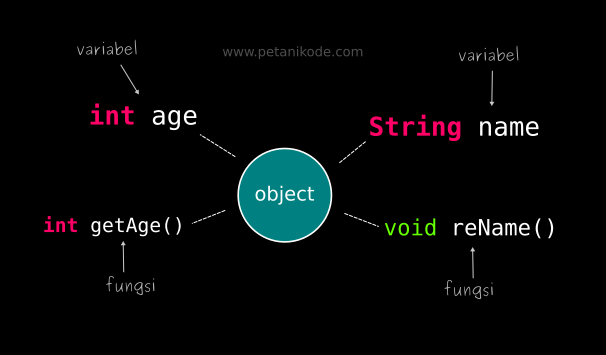 variabel
www.petanikode.com
variabel
int age
String name
object
int getAge()
void reName()
fungsi
fungsi